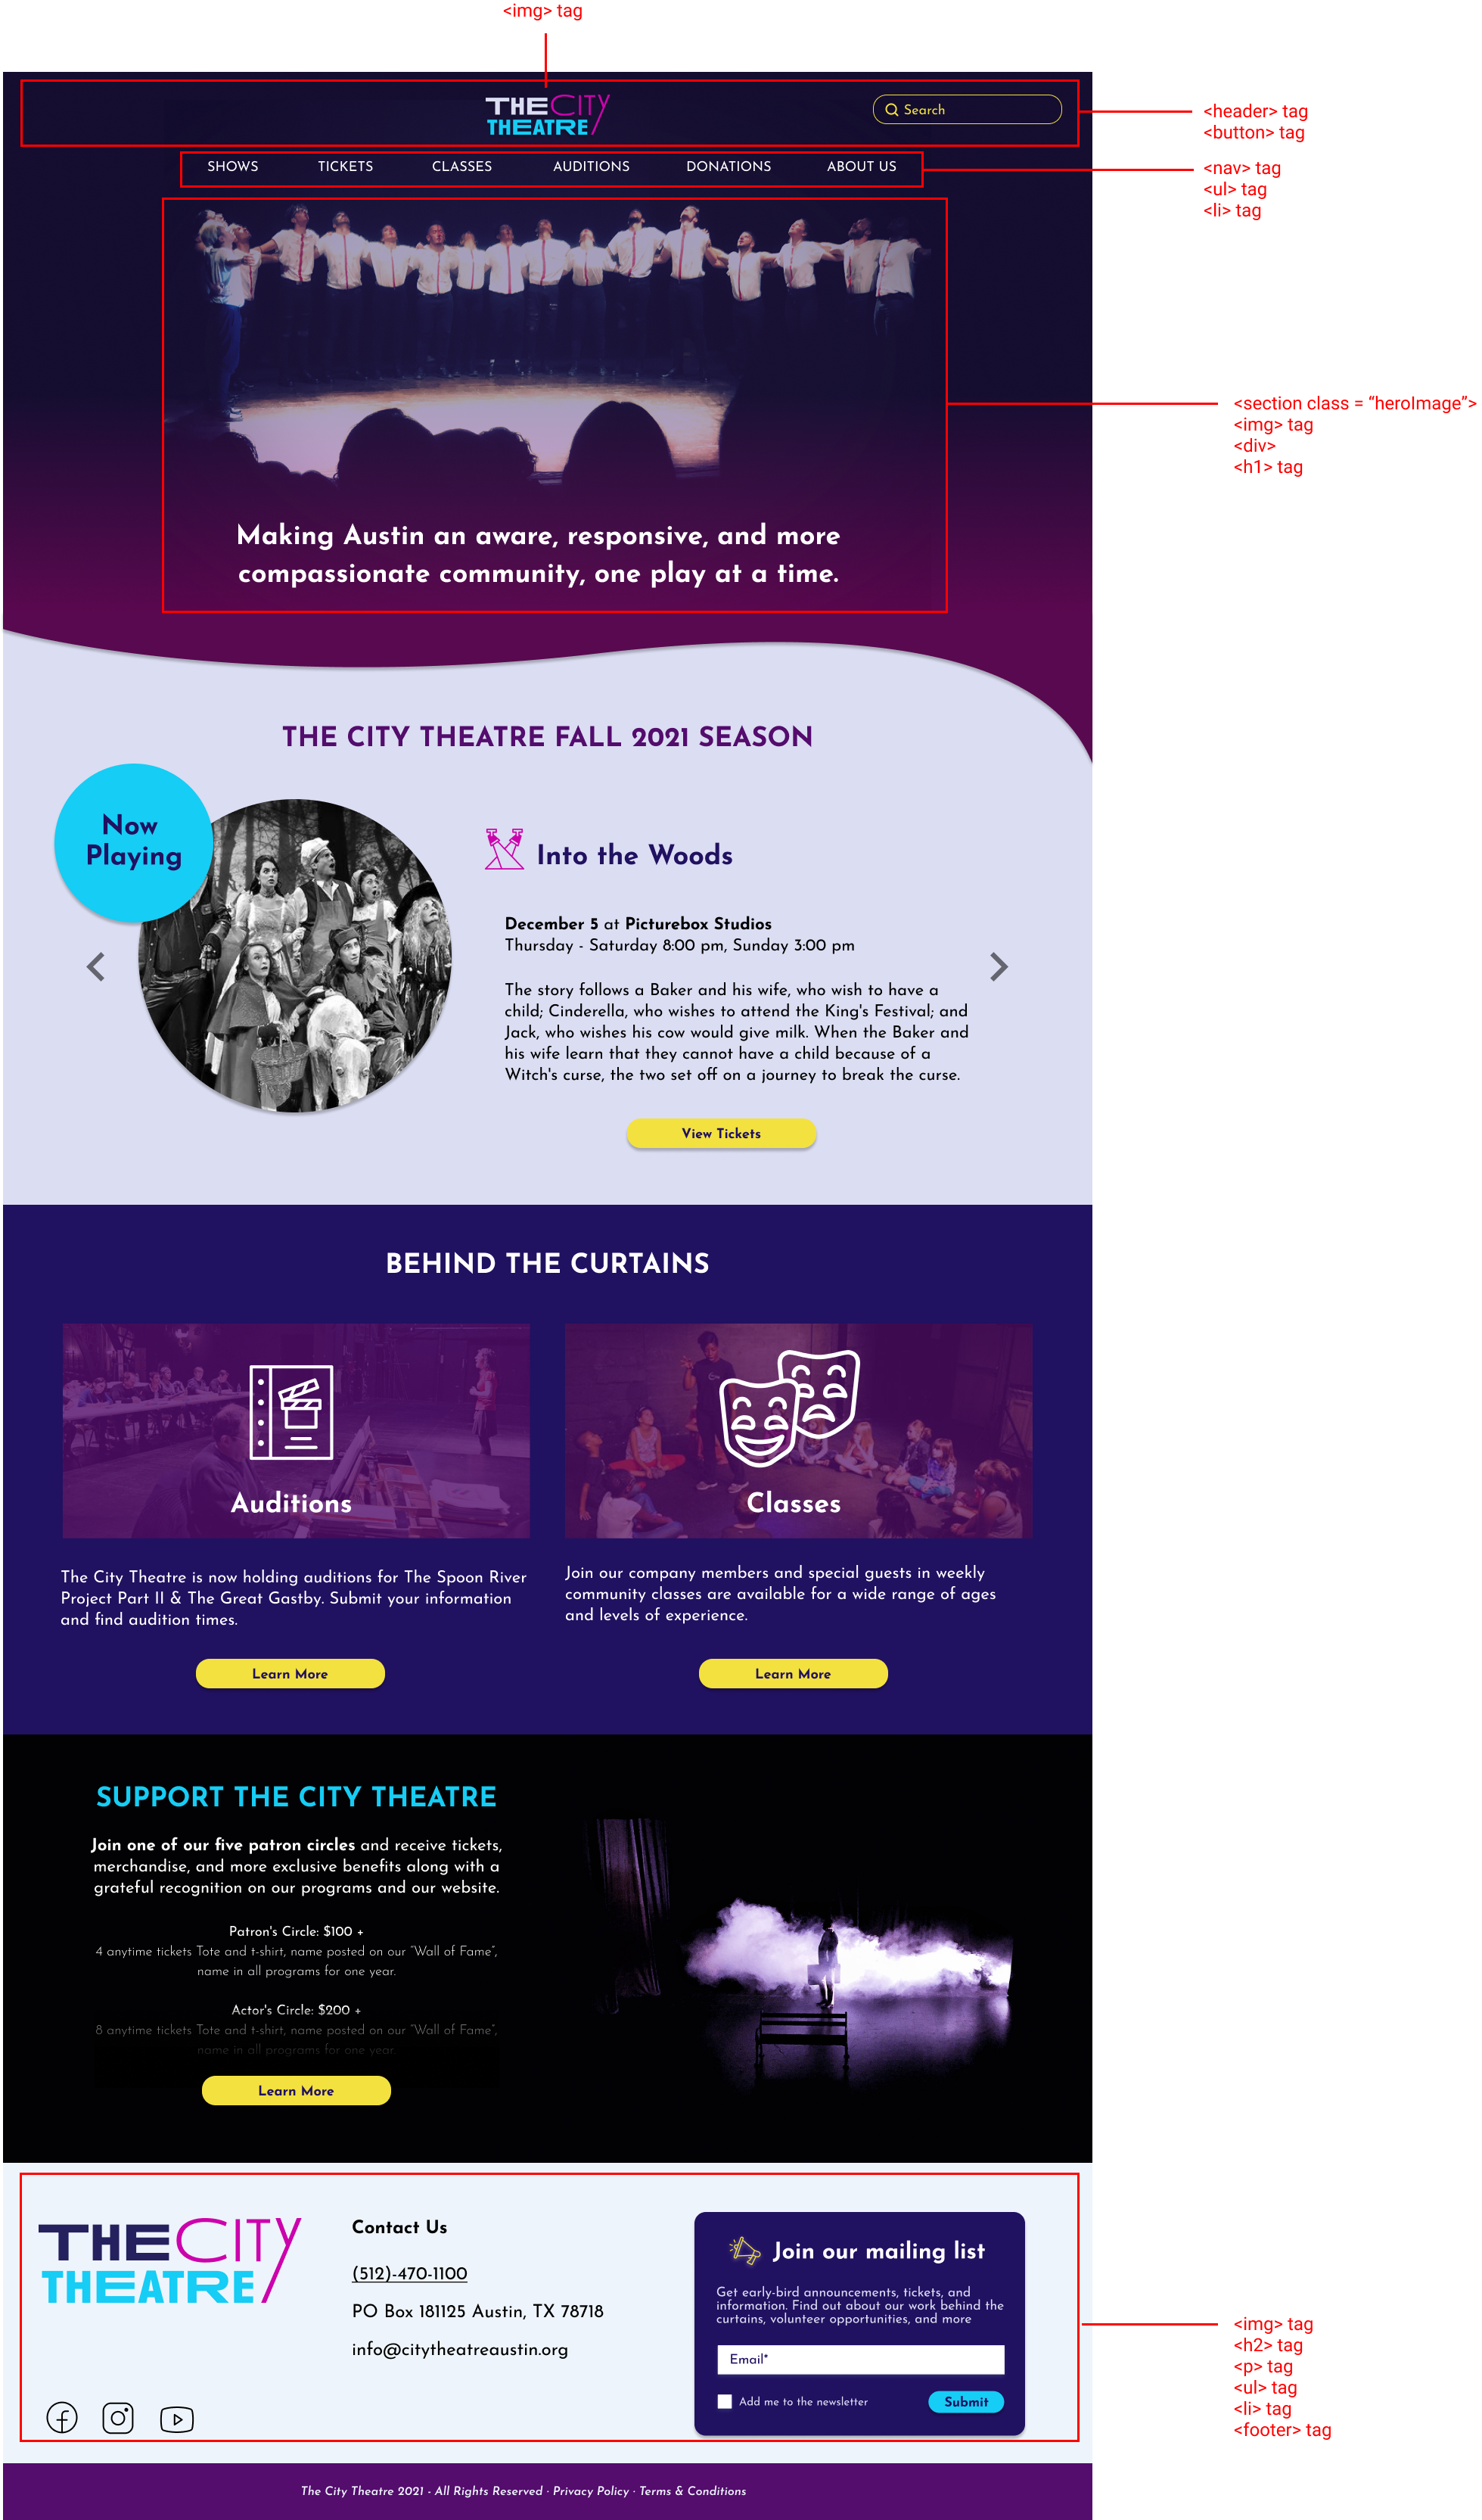 <img> tag
THE CITY
THEATRE
Search
<header> tag
<button> tag
SHOWS TICKETS CLASSES AUDITIONS DONATIONS ABOUT US
<nav> tag
<ul> tag
<li> tag
<section class = “heroImage”>
<img> tag
<div>
<h1> tag
Making Austin an aware, responsive, and more
compassionate community, one play at a time.
THE CITY THEATRE FALL 2021 SEASON
Now
Playing
Into the Woods
December 5 at Picturebox Studios
Thursday - Saturday 8:00 pm, Sunday 3:00 pm
The story follows a Baker and his wife, who wish to have a
child; Cinderella, who wishes to attend the King's Festival; and
Jack, who wishes his cow would give milk. When the Baker and
his wife learn that they cannot have a child because of a
Witch's curse, the two set off on a journey to break the curse.
View Tickets
BEHIND THE CURTAINS
Auditions
The City Theatre is now holding auditions for The Spoon River
Project Part II & The Great Gastby. Submit your information
and find audition times.
Learn More
Classes
Join our company members and special guests in weekly
community classes are available for a wide range of ages
and levels of experience.
Learn More
SUPPORT THE CITY THEATRE
Join one of our five patron circles and receive tickets,
merchandise, and more exclusive benefits along with a
grateful recognition on our programs and our website.
Patron's Circle: $100 +
4 anytime tickets Tote and t-shirt, name posted on our “Wall of Fame”,
name in all programs for one year.
Actor's Circle: $200 +
8 anytime tickets Tote and t-shirt, name posted on our “Wall of Fame”,
name in all programs for one year.
Learn More
THE CITY
THEATRE
Contact Us
(512)-470-1100
PO Box 181125 Austin, TX 78718
info@citytheatreaustin.org
Join our mailing list
Get early-bird announcements, tickets, and
information. Find out about our work behind the
curtains, volunteer opportunities, and more
Email*
Add me to the newsletter
Submit
<img> tag
<h2> tag
<p> tag
<ul> tag
<li> tag
<footer> tag
The City Theatre 2021 - All Rights Reserved · Privacy Policy · Terms & Conditions